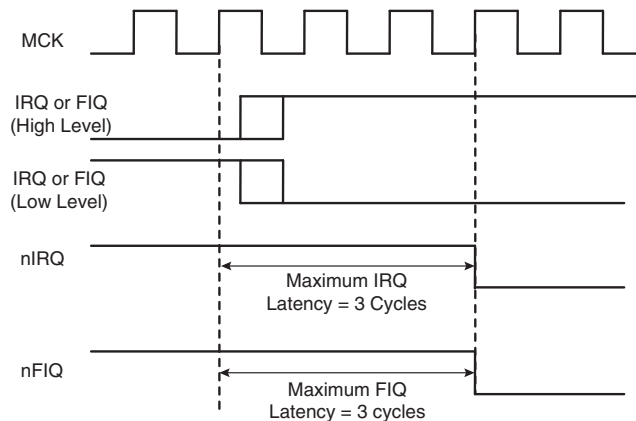 MCK
IRQ or FIQ
(High Level)
IRQ or FIQ
(Low Level)
nIRQ
Maximum IRQ
Latency = 3 Cycles
nFIQ
Maximum FIQ
Latency = 3 cycles